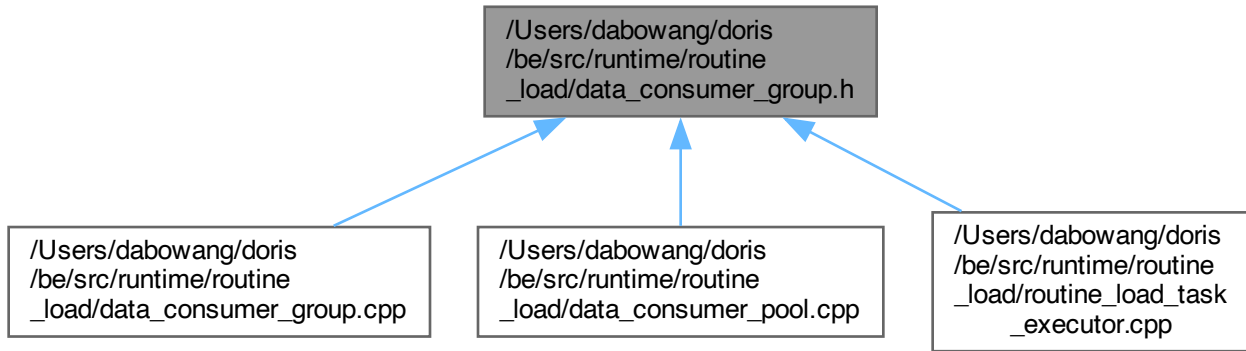 /Users/dabowang/doris
/be/src/runtime/routine
_load/data_consumer_group.h
/Users/dabowang/doris
/be/src/runtime/routine
_load/data_consumer_group.cpp
/Users/dabowang/doris
/be/src/runtime/routine
_load/data_consumer_pool.cpp
/Users/dabowang/doris
/be/src/runtime/routine
_load/routine_load_task
_executor.cpp